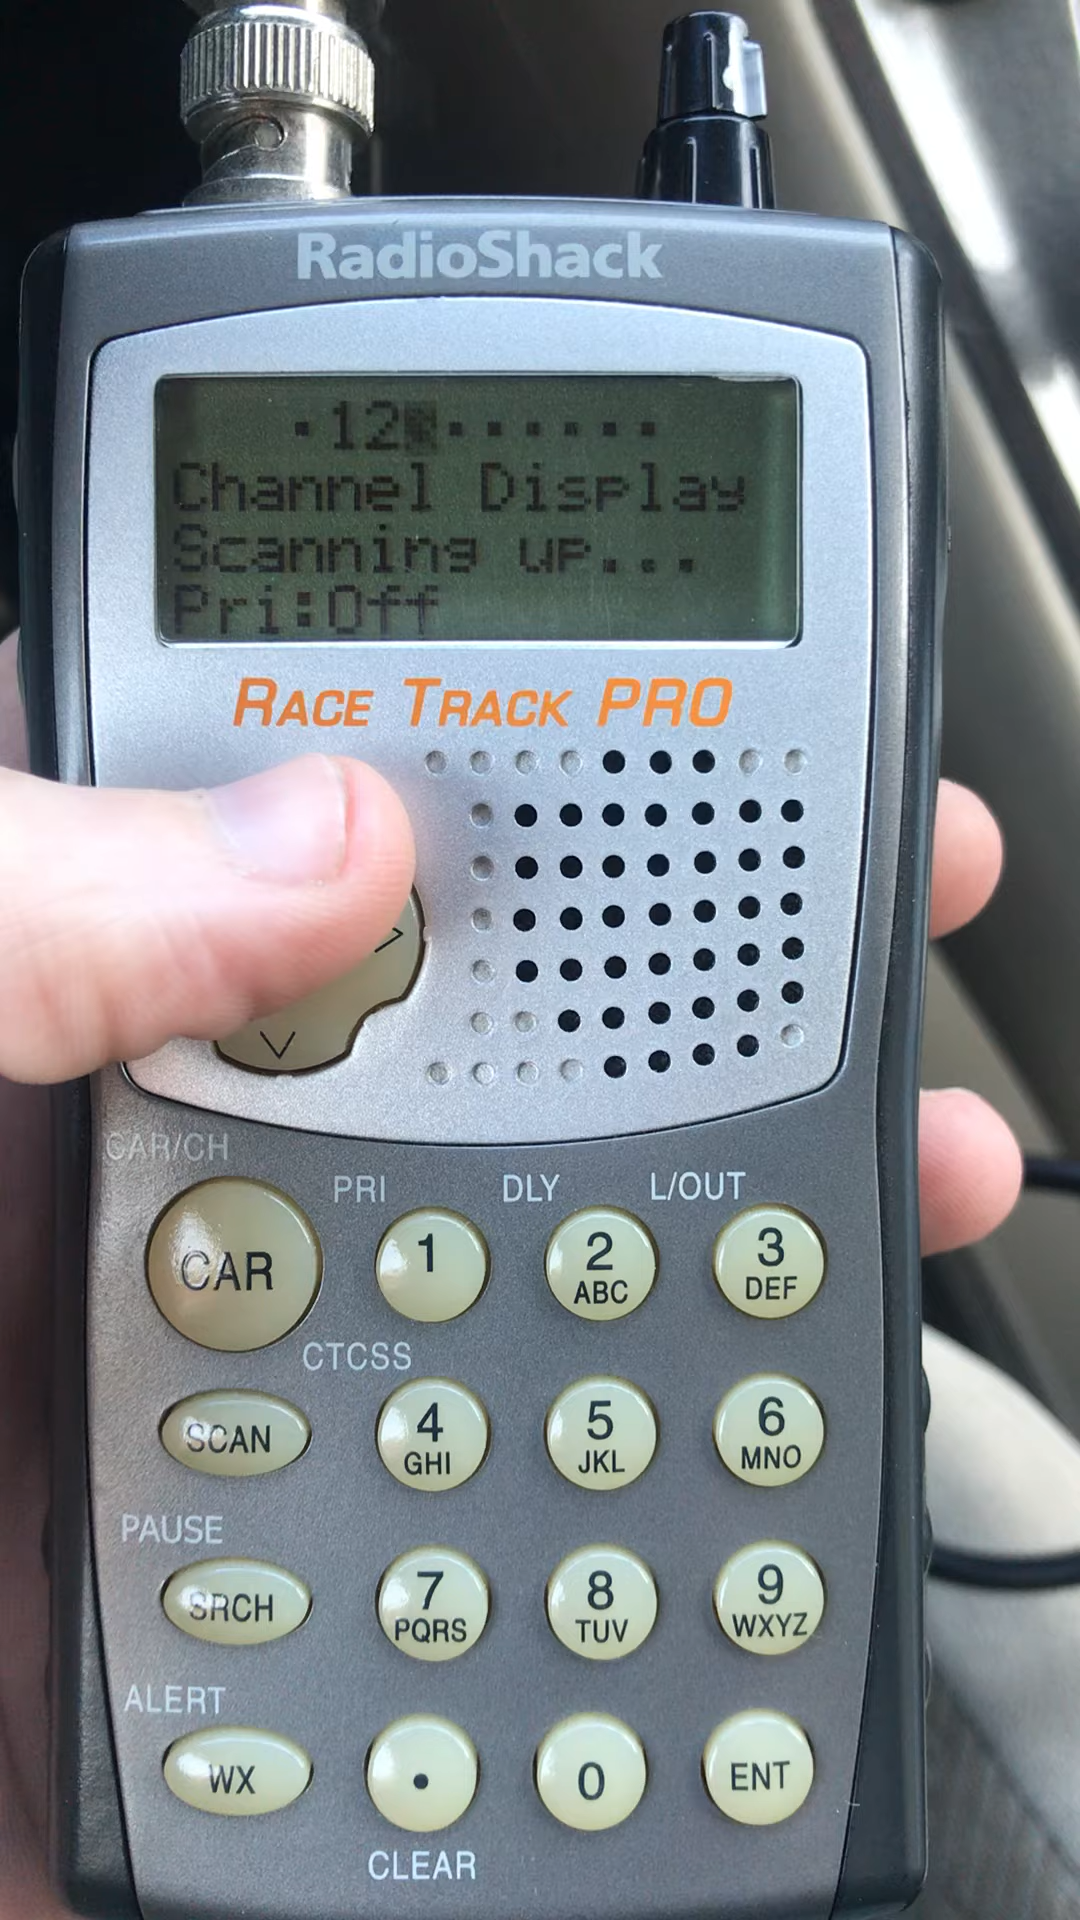 RadioShack
·12▒······
Channel Display
Scanning up...
Pri:Off
RACE TRACK PRO
>
CAR/CH
PRI
DLY
L/OUT
CAR
1
2
ABC
3
DEF
CTCSS
SCAN
4
GHI
5
JKL
6
MNO
PAUSE
SRCH
7
PQRS
8
TUV
9
WXYZ
ALERT
WX
•
0
ENT
CLEAR